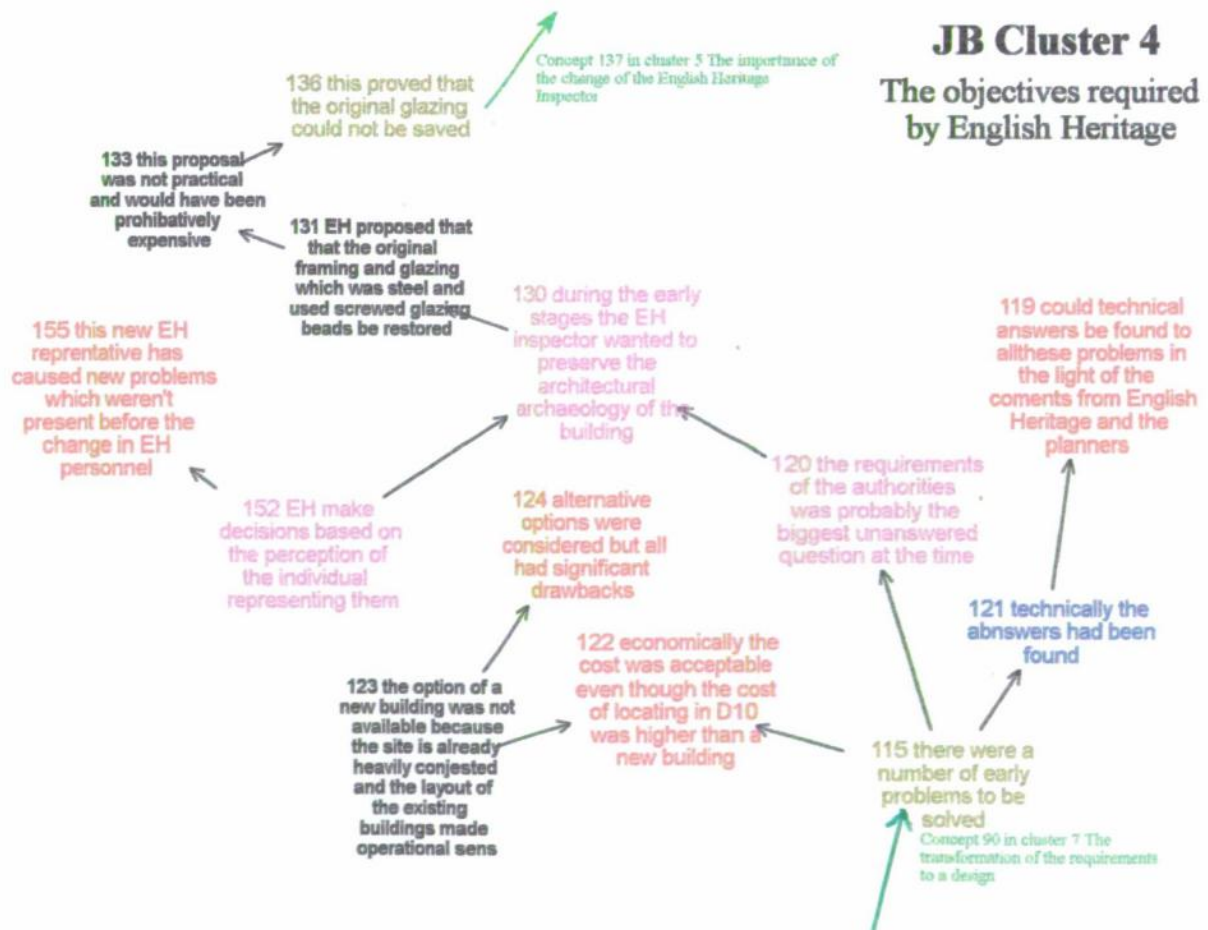 JB Cluster 4
The objectives required
by English Heritage
Concept 137 in cluster 5 The importance of
the change of the English Heritage
Inspector
136 this proved that
the original glazing
could not be saved
133 this proposal
was not practical
and would have been
prohibatively
expensive
131 EH proposed that
that the original
framing and glazing
which was steel and
used screwed glazing
beads be restored
130 during the early
stages the EH
inspector wanted to
preserve the
architectural
archaeology of the
building
119 could technical
answers be found to
allthese problems in
the light of the
coments from English
Heritage and the
planners
155 this new EH
reprentative has
caused new problems
which weren't
present before the
change in EH
personnel
120 the requirements
of the authorities
was probably the
biggest unanswered
question at the time
152 EH make
decisions based on
the perception of
the individual
representing them
124 alternative
options were
considered but all
had significant
drawbacks
121 technically the
abnswers had been
found
122 economically the
cost was acceptable
even though the cost
of locating in D10
was higher than a
new building
123 the option of a
new building was not
available because
the site is already
heavily conjested
and the layout of
the existing
buildings made
operational sens
115 there were a
number of early
problems to be
solved
Concept 90 in cluster 7 The
transformation of the requirements
to a design